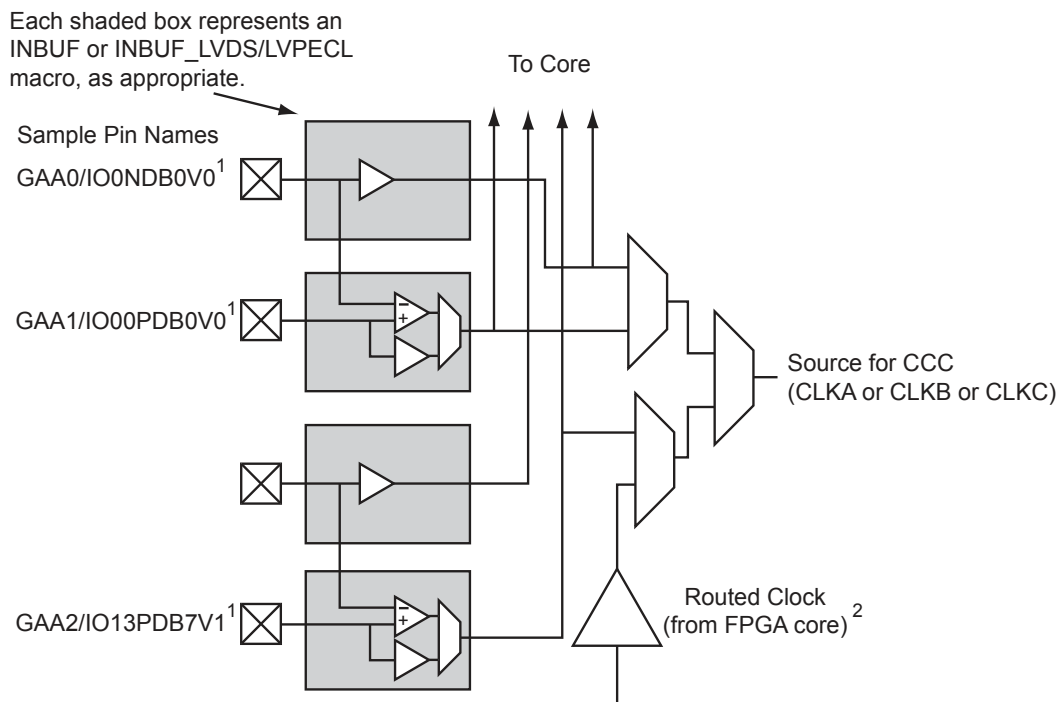 Each shaded box represents an
INBUF or INBUF_LVDS/LVPECL
macro, as appropriate.
To Core
Sample Pin Names
GAA0/IO0NDB0V0¹
GAA1/IO00PDB0V0¹
Source for CCC
(CLKA or CLKB or CLKC)
GAA2/IO13PDB7V1¹
Routed Clock
(from FPGA core)²